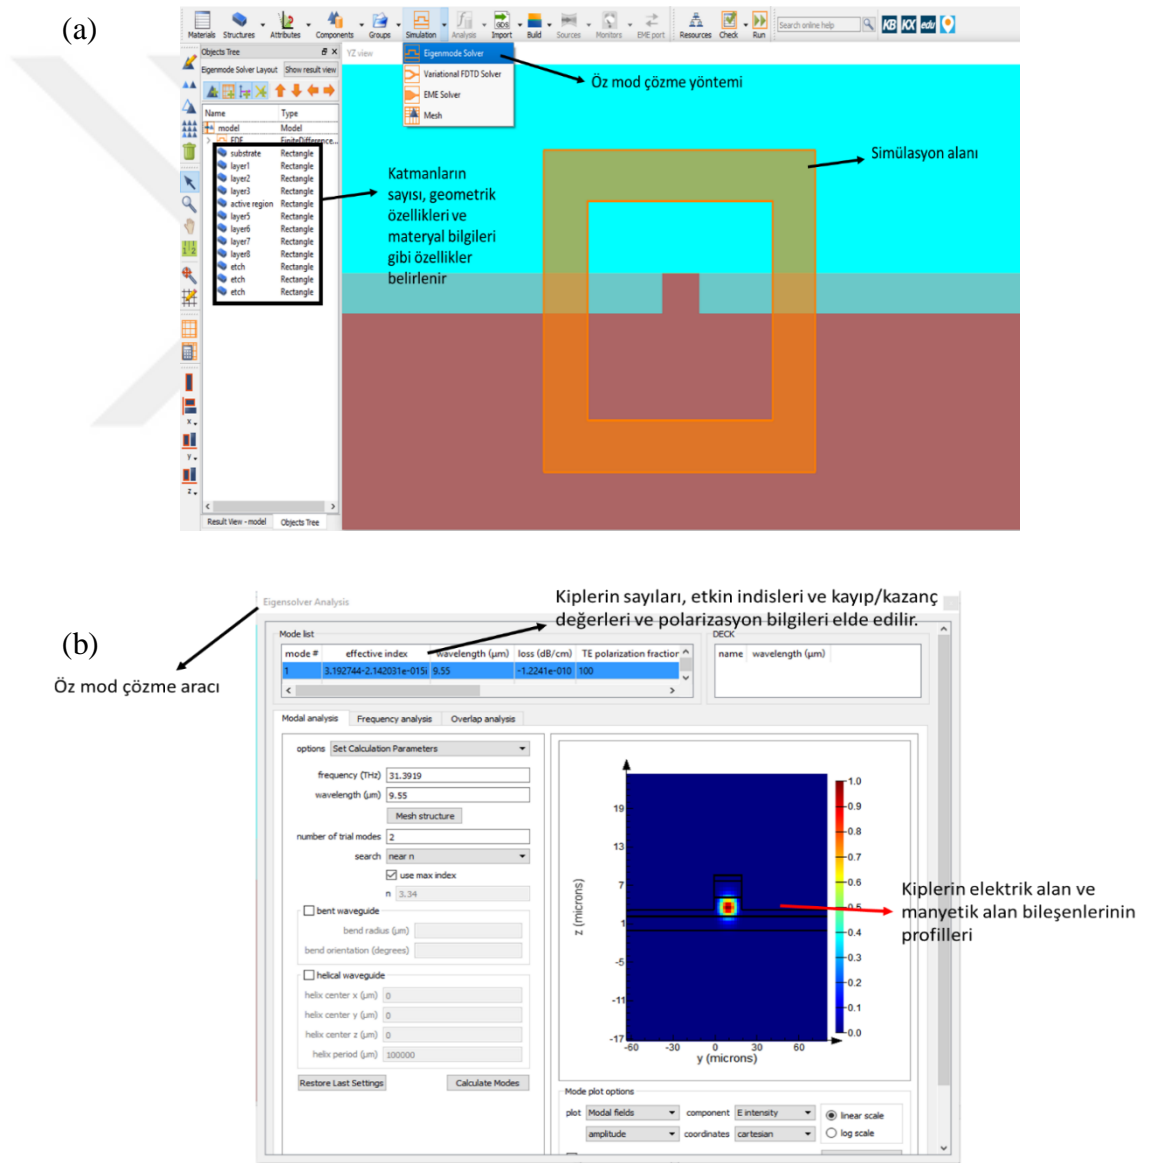 (a)
Materials Structures Attributes Components Groups Simulation Analysis Import Build Sources Monitors EME port Resources Check Run Search online help KB KX edu
GDS
Objects Tree
YZ view
Eigenmode Solver Layout Show result view
Eigenmode Solver
Variational FDTD Solver
EME Solver
Mesh
Öz mod çözme yöntemi
Simülasyon alanı
Name Type
model Model
FDE FiniteDifference...
substrate Rectangle
layer1 Rectangle
layer2 Rectangle
layer3 Rectangle
active region Rectangle
layer5 Rectangle
layer6 Rectangle
layer7 Rectangle
layer8 Rectangle
etch Rectangle
etch Rectangle
etch Rectangle
Katmanların
sayısı, geometrik
özellikleri ve
materyal bilgileri
gibi özellikler
belirlenir
x
y
z
Result View - model Objects Tree
(b)
Öz mod çözme aracı
Eigensolver Analysis
Kiplerin sayıları, etkin indisleri ve kayıp/kazanç
değerleri ve polarizasyon bilgileri elde edilir.
Mode list
mode # effective index wavelength (µm) loss (dB/cm) TE polarization fraction
1 3.192744-2.142031e-015i 9.55 -1.2241e-010 100
DECK
name wavelength (µm)
Modal analysis Frequency analysis Overlap analysis
options Set Calculation Parameters
frequency (THz) 31.3919
wavelength (µm) 9.55
Mesh structure
number of trial modes 2
search near n
use max index
n 3.34
bent waveguide
bend radius (µm)
bend orientation (degrees)
helical waveguide
helix center x (µm) 0
helix center y (µm) 0
helix center z (µm) 0
helix period (µm) 100000
Restore Last Settings Calculate Modes
z (microns)
19
13
7
1
-5
-11
-17
-60 -30 0 30 60
y (microns)
1.0
0.9
0.8
0.7
0.6
0.5
0.4
0.3
0.2
0.1
0.0
Kiplerin elektrik alan ve
manyetik alan bileşenlerinin
profilleri
Mode plot options
plot Modal fields component E intensity linear scale
amplitude coordinates cartesian log scale